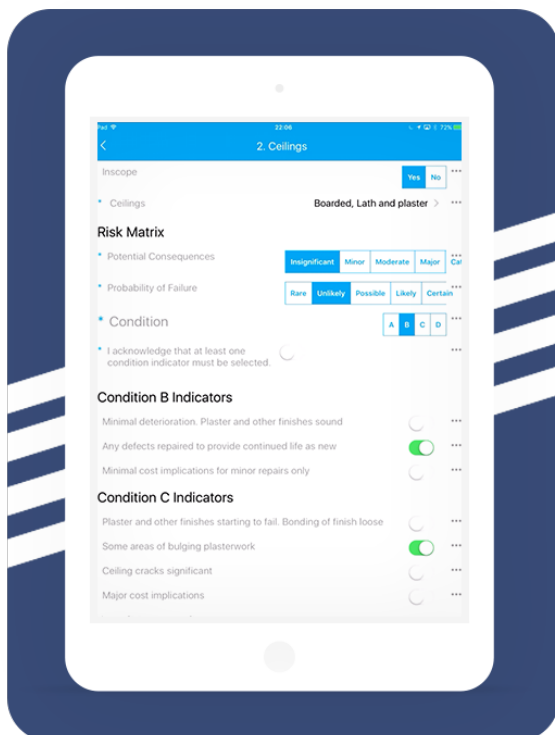 Pad 22:06 72%
2. Ceilings
Inscope Yes No
* Ceilings Boarded, Lath and plaster >
Risk Matrix
* Potential Consequences Insignificant Minor Moderate Major Cat
* Probability of Failure Rare Unlikely Possible Likely Certain
* Condition A B C D
* I acknowledge that at least one
condition indicator must be selected.
Condition B Indicators
Minimal deterioration. Plaster and other finishes sound
Any defects repaired to provide continued life as new
Minimal cost implications for minor repairs only
Condition C Indicators
Plaster and other finishes starting to fail. Bonding of finish loose
Some areas of bulging plasterwork
Ceiling cracks significant
Major cost implications